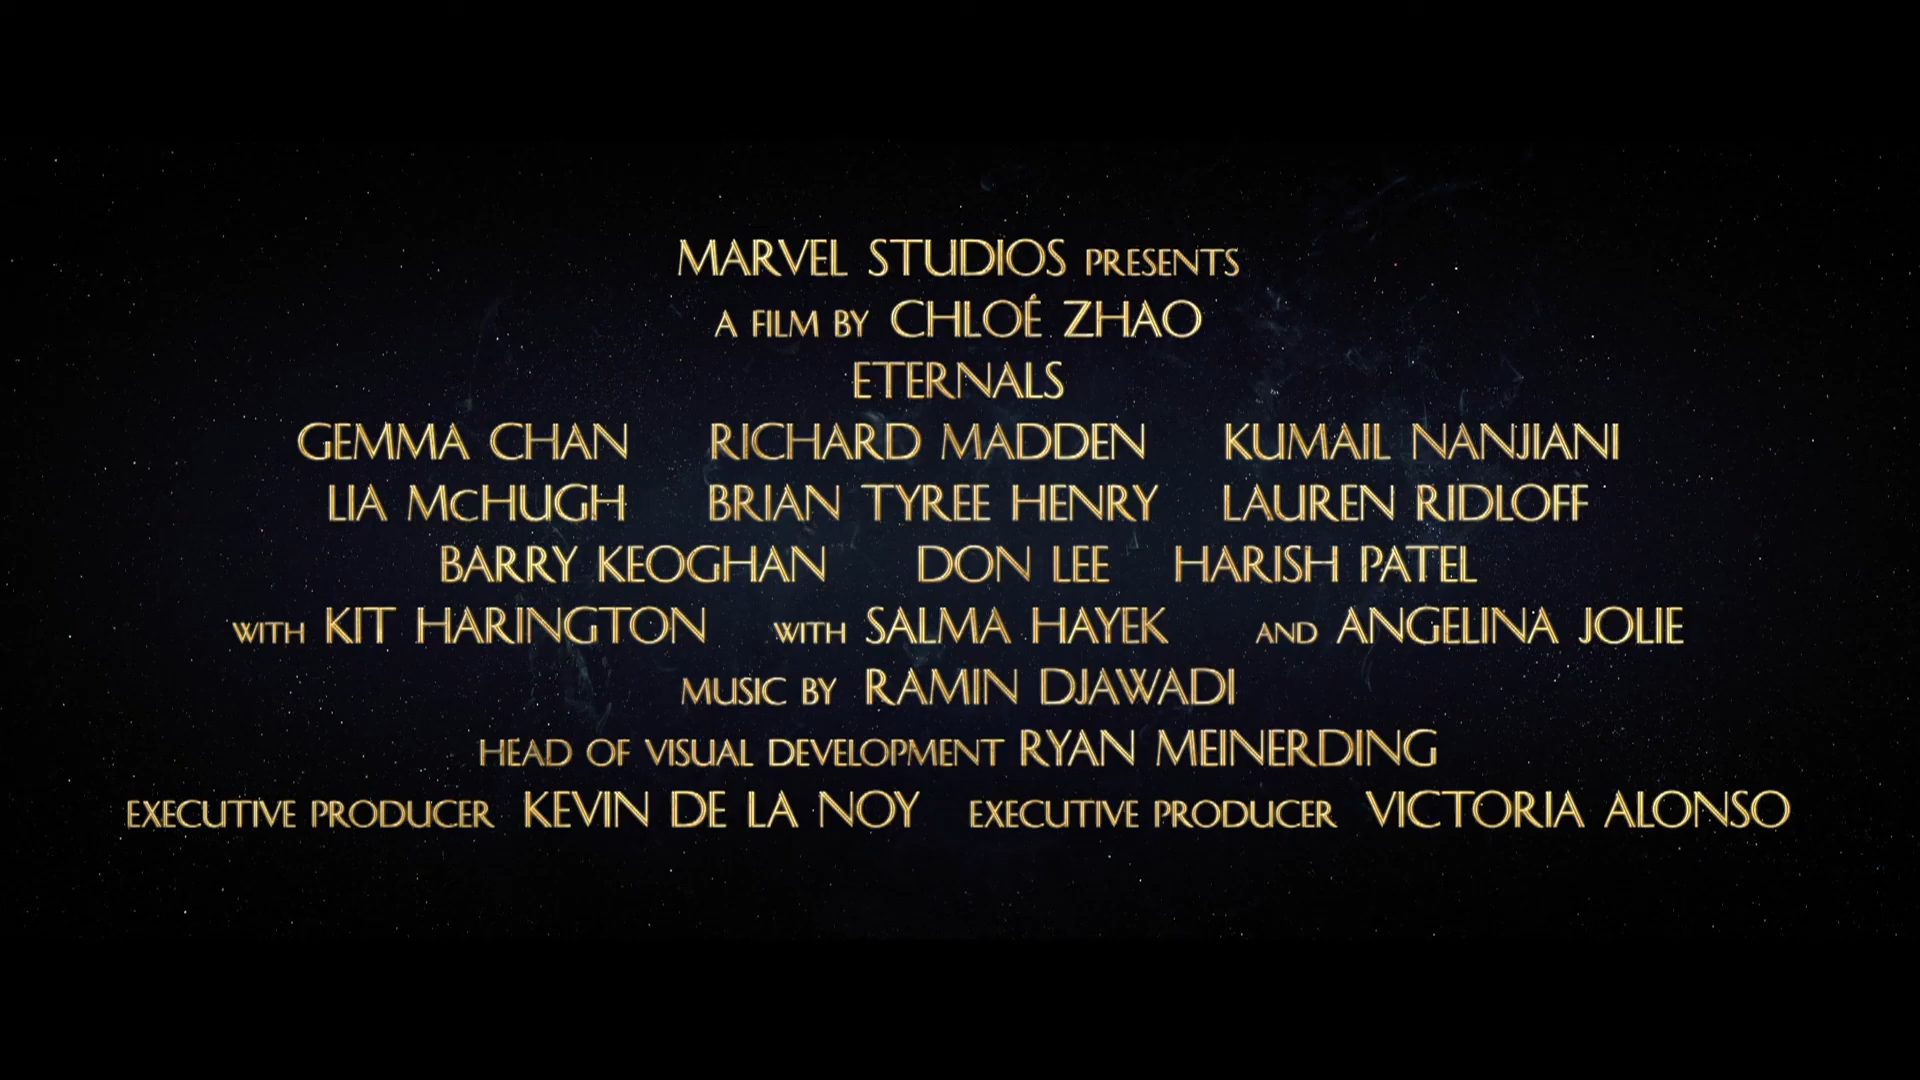 MARVEL STUDIOS PRESENTS
A FILM BY CHLOÉ ZHAO
ETERNALS
GEMMA CHAN RICHARD MADDEN KUMAIL NANJIANI
LIA McHUGH BRIAN TYREE HENRY LAUREN RIDLOFF
BARRY KEOGHAN DON LEE HARISH PATEL
WITH KIT HARINGTON WITH SALMA HAYEK AND ANGELINA JOLIE
MUSIC BY RAMIN DJAWADI
HEAD OF VISUAL DEVELOPMENT RYAN MEINERDING
EXECUTIVE PRODUCER KEVIN DE LA NOY EXECUTIVE PRODUCER VICTORIA ALONSO